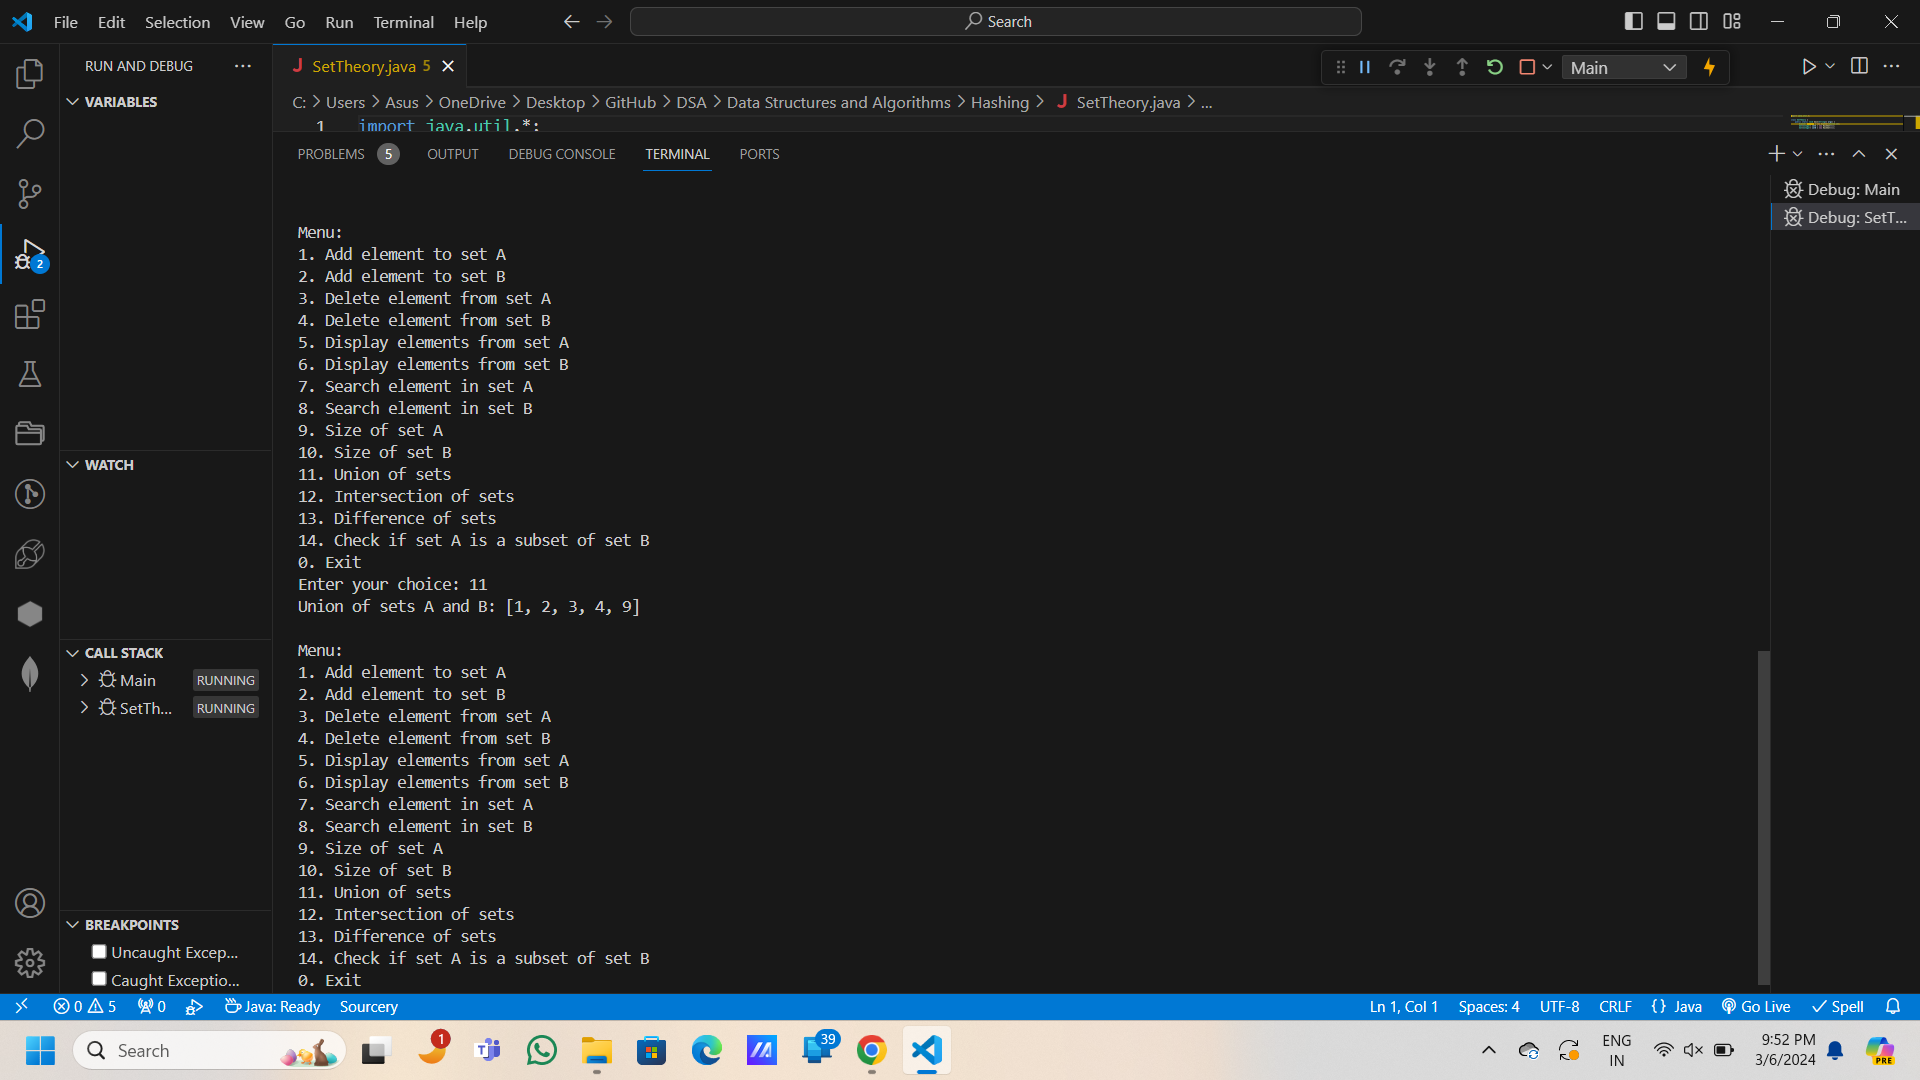 File Edit Selection View Go Run Terminal Help Search
RUN AND DEBUG
SetTheory.java 5
Main
VARIABLES
C: Users Asus OneDrive Desktop GitHub DSA Data Structures and Algorithms Hashing SetTheory.java ...
1 import java.util.*;
PROBLEMS 5 OUTPUT DEBUG CONSOLE TERMINAL PORTS
Debug: Main
Debug: SetT...
Menu:
1. Add element to set A
2. Add element to set B
3. Delete element from set A
4. Delete element from set B
5. Display elements from set A
6. Display elements from set B
7. Search element in set A
8. Search element in set B
9. Size of set A
10. Size of set B
11. Union of sets
12. Intersection of sets
13. Difference of sets
14. Check if set A is a subset of set B
0. Exit
Enter your choice: 11
Union of sets A and B: [1, 2, 3, 4, 9]
Menu:
1. Add element to set A
2. Add element to set B
3. Delete element from set A
4. Delete element from set B
5. Display elements from set A
6. Display elements from set B
7. Search element in set A
8. Search element in set B
9. Size of set A
10. Size of set B
11. Union of sets
12. Intersection of sets
13. Difference of sets
14. Check if set A is a subset of set B
0. Exit
2
WATCH
CALL STACK
Main RUNNING
SetTh... RUNNING
BREAKPOINTS
Uncaught Excep...
Caught Exceptio...
0 5 0 Java: Ready Sourcery
Ln 1, Col 1 Spaces: 4 UTF-8 CRLF {} Java Go Live Spell
Search
1
39
ENG
IN
9:52 PM
3/6/2024
PRE